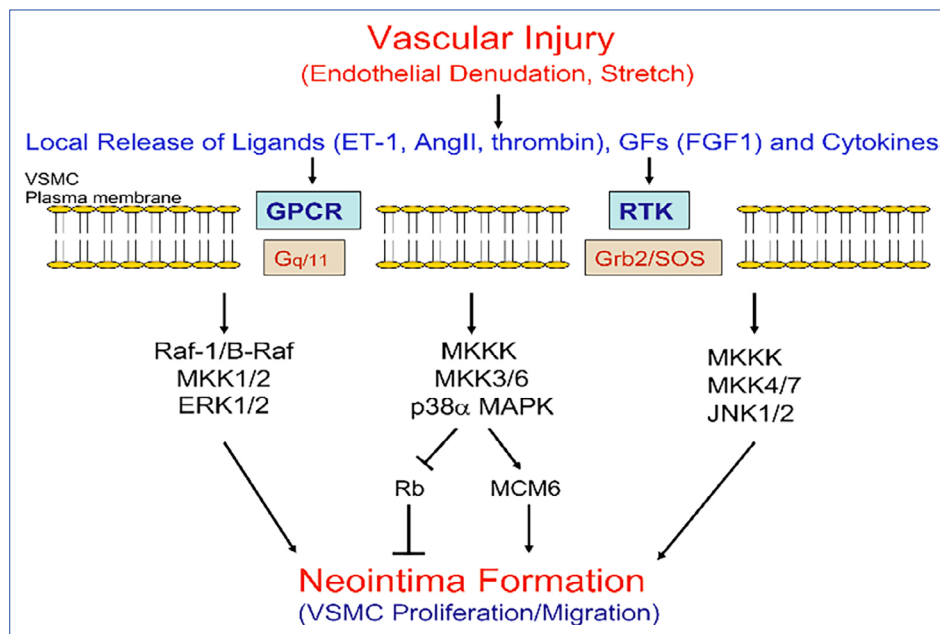 Vascular Injury
(Endothelial Denudation, Stretch)
Local Release of Ligands (ET-1, AngII, thrombin), GFs (FGF1) and Cytokines
VSMC
Plasma membrane
GPCR
RTK
Gq/11
Grb2/SOS
Raf-1/B-Raf
MKK1/2
ERK1/2
MKKK
MKK3/6
p38α MAPK
MKKK
MKK4/7
JNK1/2
Rb
MCM6
Neointima Formation
(VSMC Proliferation/Migration)